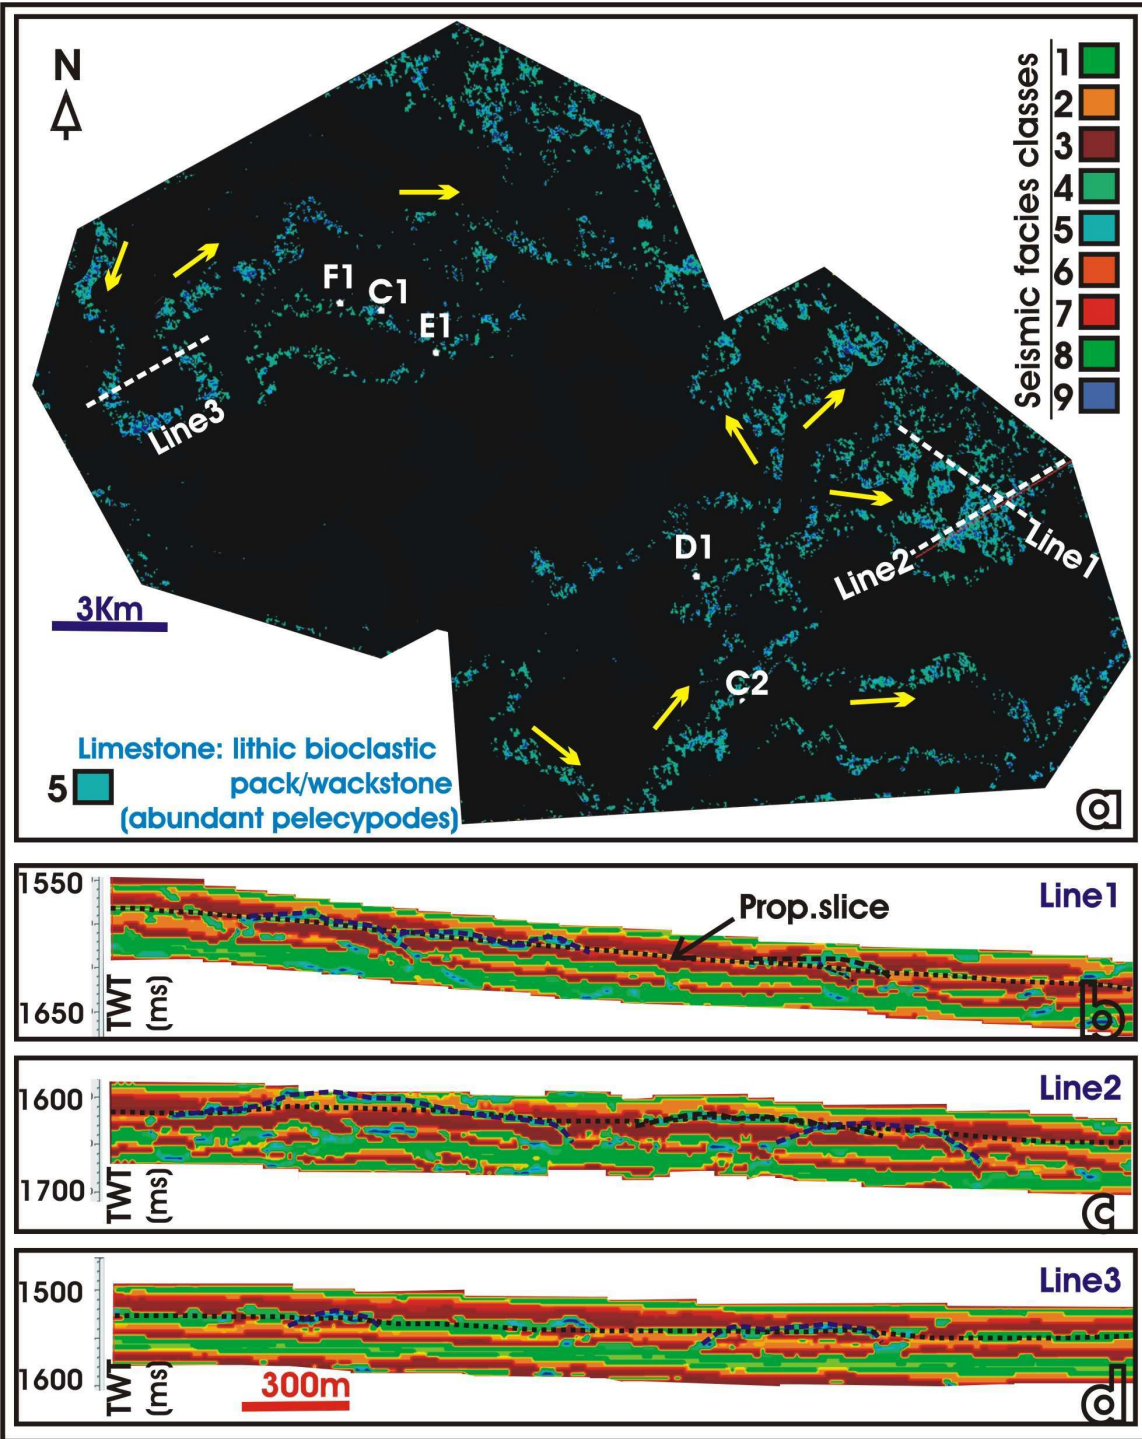 N
Seismic facies classes
1
2
3
4
5
6
7
8
9
F1
C1
E1
Line3
D1
Line2
Line1
C2
3Km
Limestone: lithic bioclastic
5 pack/wackstone
(abundant pelecypodes)
a
1550
Line1
Prop.slice
1650
TWT
(ms)
b
1600
Line2
1700
TWT
(ms)
c
1500
Line3
1600
TWT
(ms)
300m
d